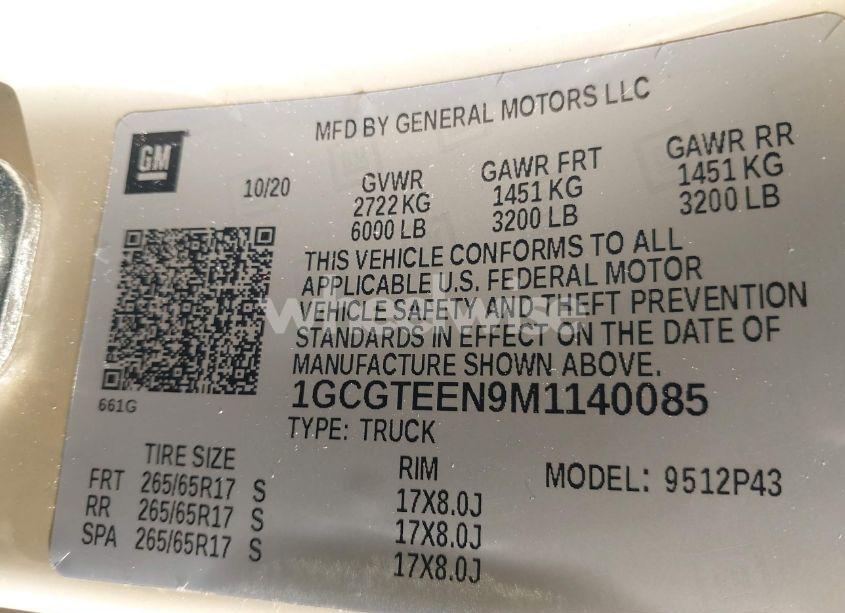 MFD BY GENERAL MOTORS LLC
GM
10/20 GVWR GAWR FRT GAWR RR
2722 KG 1451 KG 1451 KG
6000 LB 3200 LB 3200 LB
THIS VEHICLE CONFORMS TO ALL
APPLICABLE U.S. FEDERAL MOTOR
VEHICLE SAFETY AND THEFT PREVENTION
STANDARDS IN EFFECT ON THE DATE OF
MANUFACTURE SHOWN ABOVE.
661G
1GCGTEEN9M1140085
TYPE: TRUCK
TIRE SIZE RIM MODEL: 9512P43
FRT 265/65R17 S 17X8.0J
RR 265/65R17 S 17X8.0J
SPA 265/65R17 S 17X8.0J